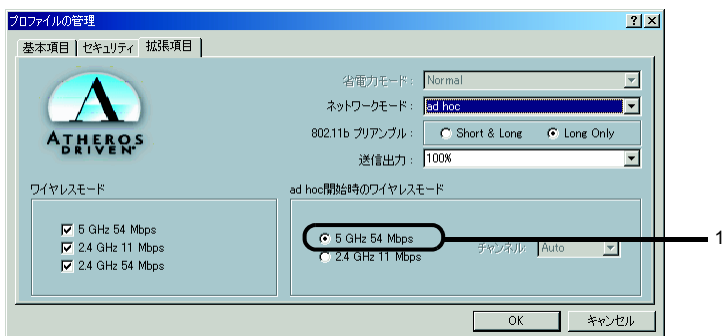 プロファイルの管理
基本項目 セキュリティ 拡張項目
ATHEROS
DRIVEN
省電力モード: Normal
ネットワークモード: ad hoc
802.11b プリアンブル: Short & Long Long Only
送信出力: 100%
ワイヤレスモード
5 GHz 54 Mbps
2.4 GHz 11 Mbps
2.4 GHz 54 Mbps
ad hoc開始時のワイヤレスモード
5 GHz 54 Mbps
2.4 GHz 11 Mbps
チャンネル: Auto
1
OK キャンセル